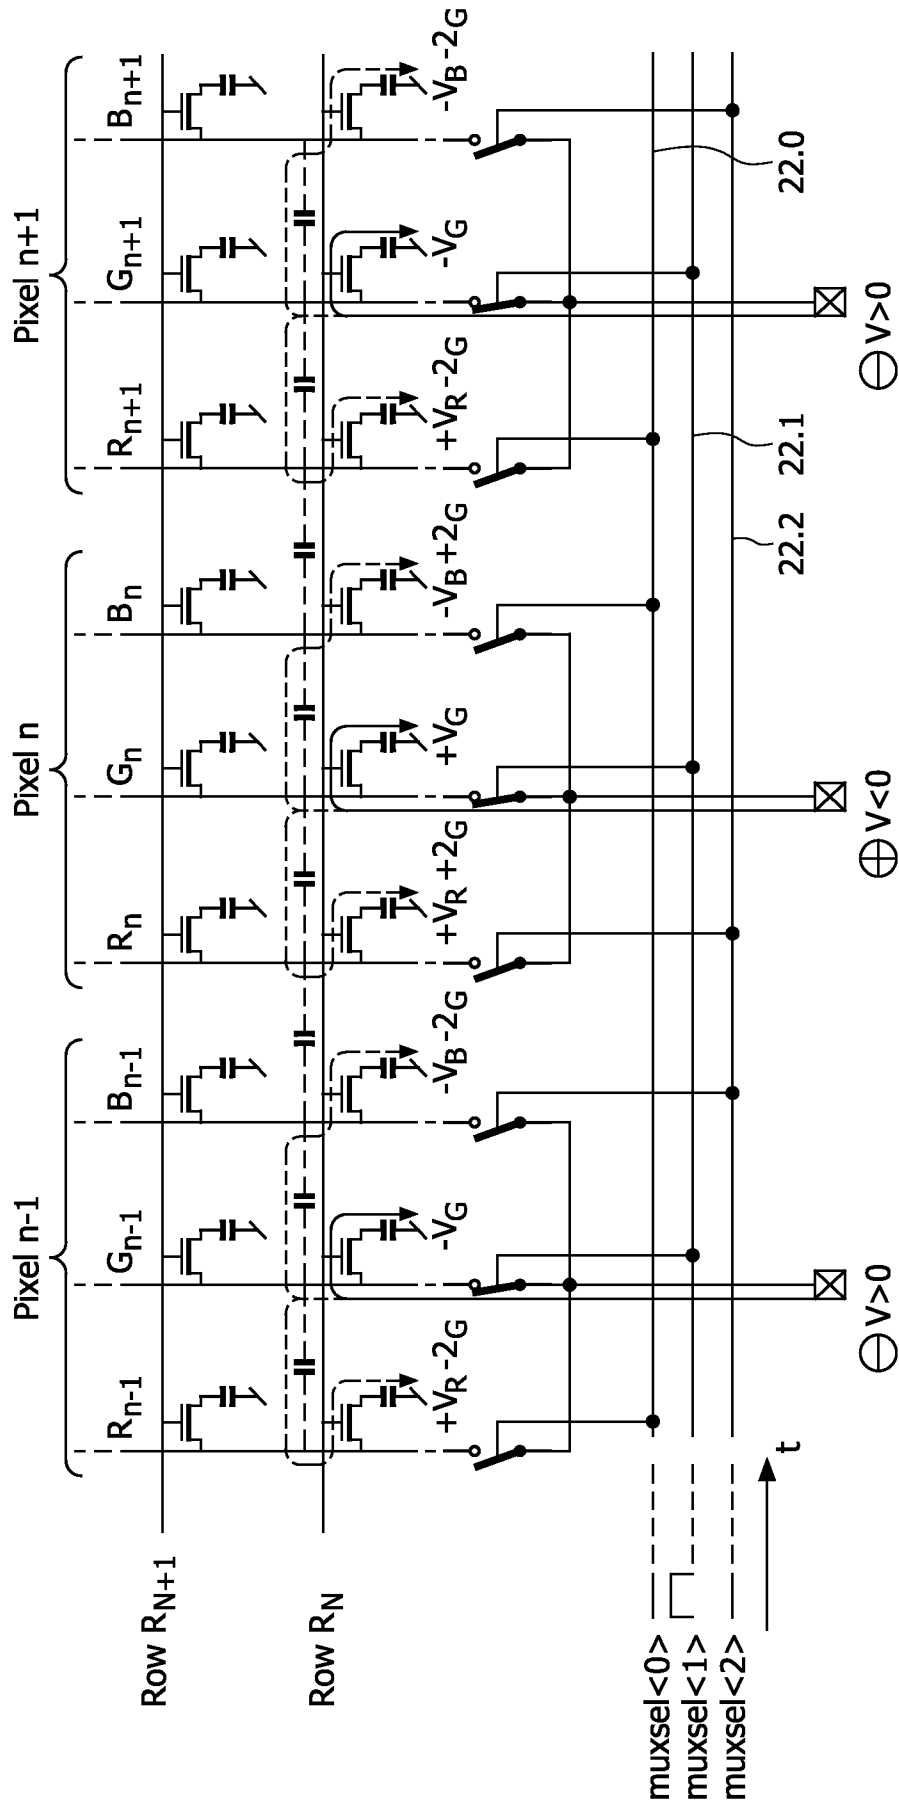 Pixel n-1
Pixel n
Pixel n+1
Rn-1
Gn-1
Bn-1
Rn
Gn
Bn
Rn+1
Gn+1
Bn+1
Row RN+1
Row RN
+VR-2G
-VG
-VB-2G
+VR+2G
+VG
-VB+2G
+VR-2G
-VG
-VB-2G
muxsel<0>
muxsel<1>
muxsel<2>
t
22.2
22.1
22.0
V>0
V<0
V>0